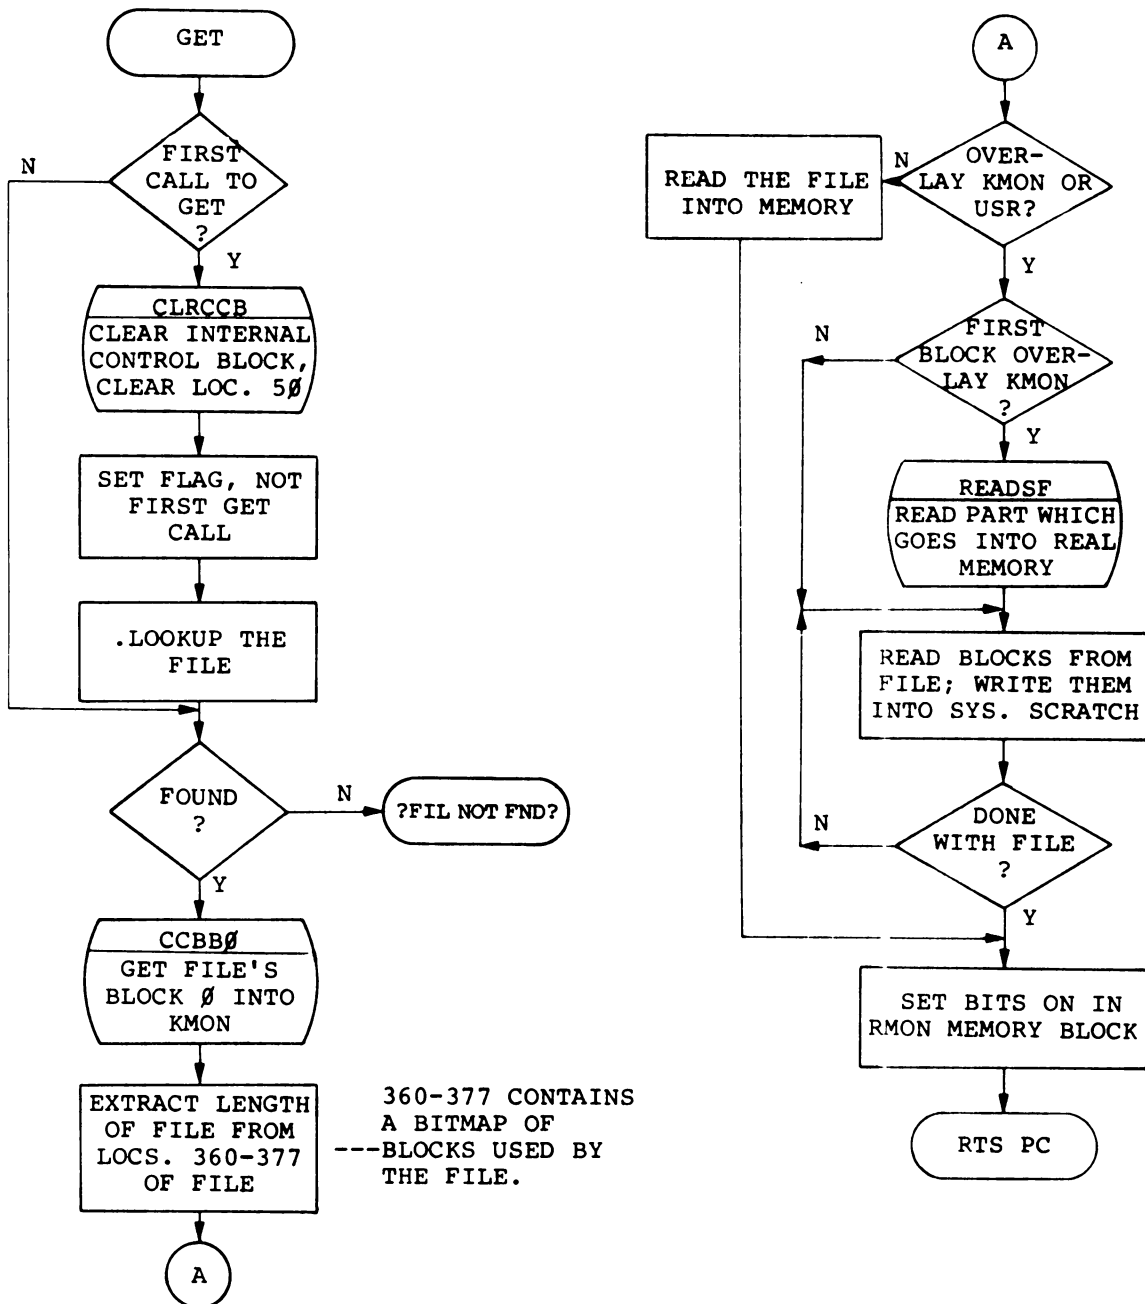 GET
FIRST
CALL TO
GET
?
N
Y
CLRCCB
CLEAR INTERNAL
CONTROL BLOCK,
CLEAR LOC. 5Ø
SET FLAG, NOT
FIRST GET
CALL
.LOOKUP THE
FILE
FOUND
?
N
?FIL NOT FND?
Y
CCBBØ
GET FILE'S
BLOCK Ø INTO
KMON
EXTRACT LENGTH
OF FILE FROM
LOCS. 360-377
OF FILE
360-377 CONTAINS
A BITMAP OF
---BLOCKS USED BY
THE FILE.
A
A
OVER-
LAY KMON OR
USR?
N
READ THE FILE
INTO MEMORY
Y
FIRST
BLOCK OVER-
LAY KMON
?
N
Y
READSF
READ PART WHICH
GOES INTO REAL
MEMORY
READ BLOCKS FROM
FILE; WRITE THEM
INTO SYS. SCRATCH
DONE
WITH FILE
?
N
Y
SET BITS ON IN
RMON MEMORY BLOCK
RTS PC